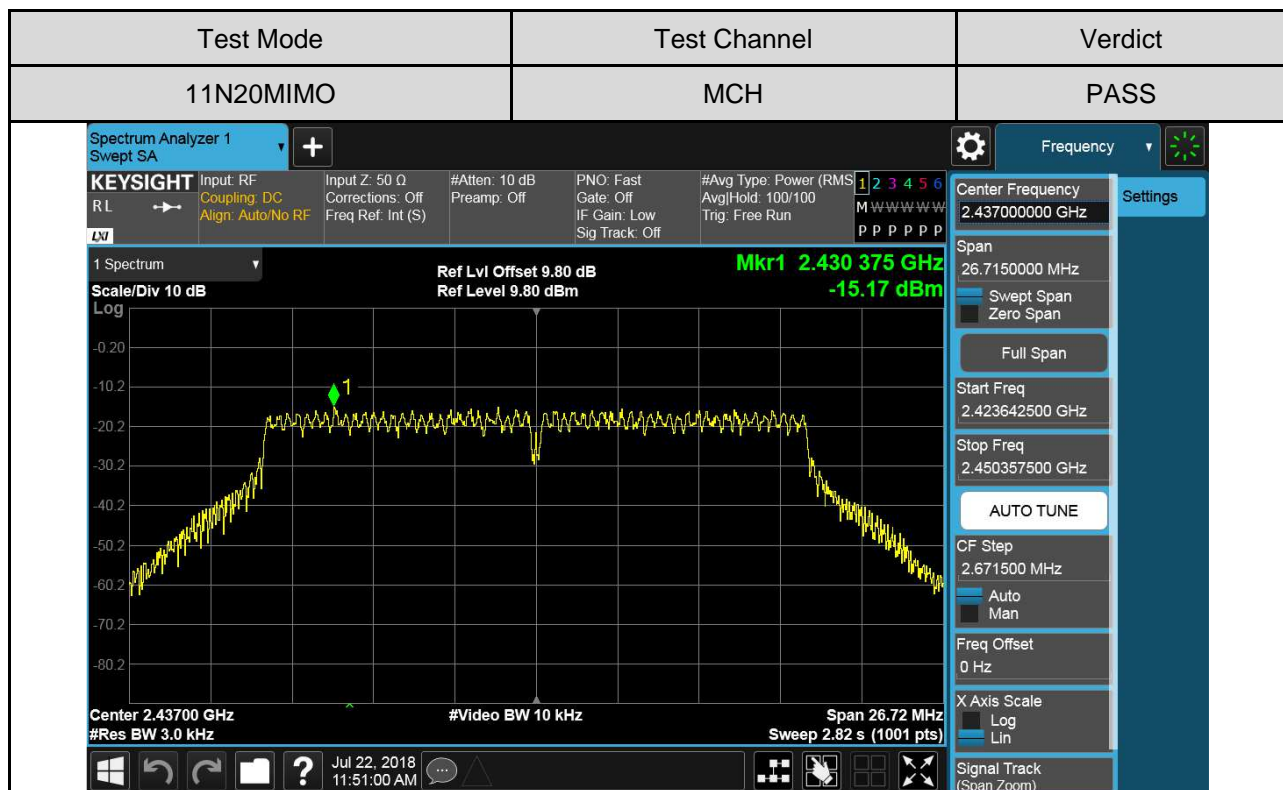 Test Mode Test Channel Verdict
11N20MIMO MCH PASS
Spectrum Analyzer 1
Swept SA
+
Frequency
KEYSIGHT
R L
LXI
Input: RF
Coupling: DC
Align: Auto/No RF
Input Z: 50 Ω
Corrections: Off
Freq Ref: Int (S)
#Atten: 10 dB
Preamp: Off
PNO: Fast
Gate: Off
IF Gain: Low
Sig Track: Off
#Avg Type: Power (RMS
Avg|Hold: 100/100
Trig: Free Run
1 2 3 4 5 6
M W W W W W
P P P P P P
1 Spectrum
Scale/Div 10 dB
Log
Ref Lvl Offset 9.80 dB
Ref Level 9.80 dBm
Mkr1 2.430 375 GHz
-15.17 dBm
-0.20
-10.2
-20.2
-30.2
-40.2
-50.2
-60.2
-70.2
-80.2
1
Center 2.43700 GHz
#Res BW 3.0 kHz
#Video BW 10 kHz
Span 26.72 MHz
Sweep 2.82 s (1001 pts)
?
Jul 22, 2018
11:51:00 AM
Center Frequency
2.437000000 GHz
Span
26.7150000 MHz
Swept Span
Zero Span
Full Span
Start Freq
2.423642500 GHz
Stop Freq
2.450357500 GHz
AUTO TUNE
CF Step
2.671500 MHz
Auto
Man
Freq Offset
0 Hz
X Axis Scale
Log
Lin
Signal Track
(Span Zoom)
Settings